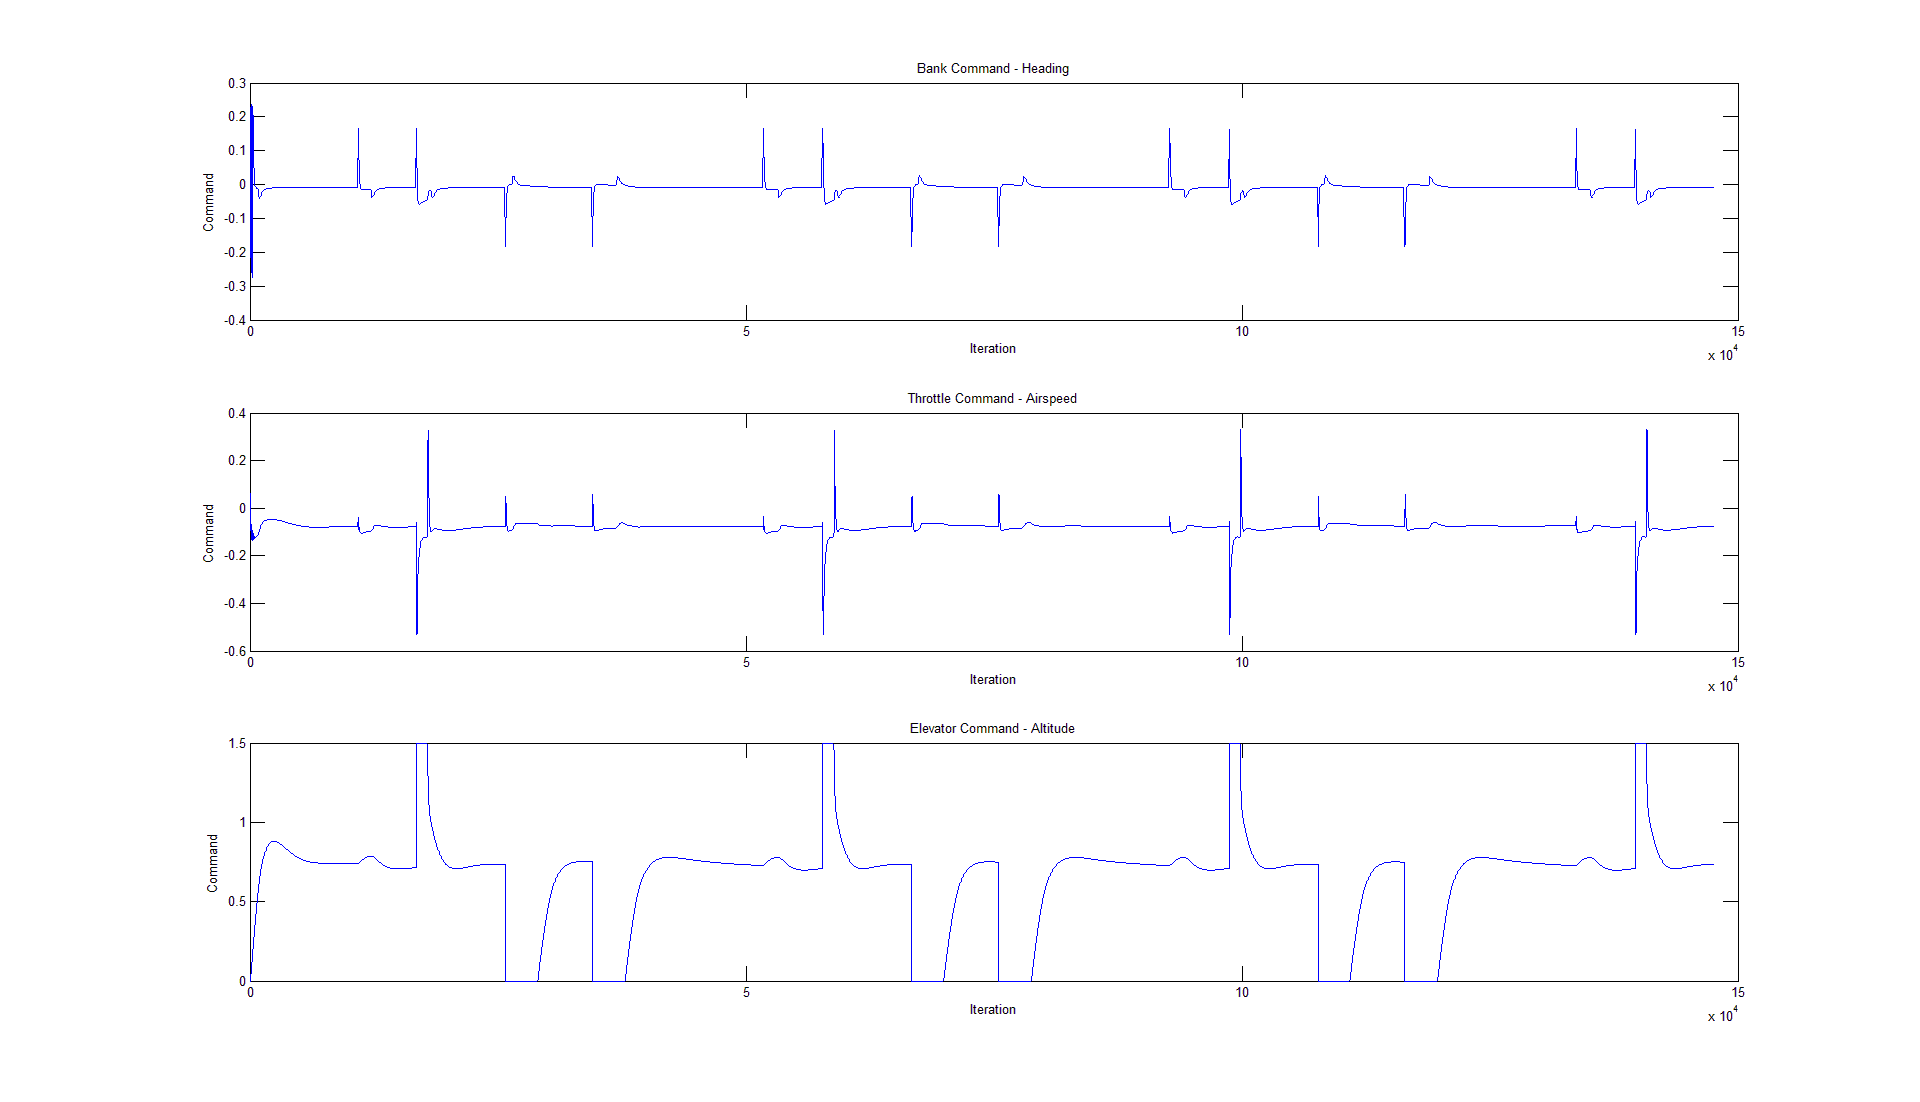 Bank Command - Heading
0.3
0.2
0.1
0
-0.1
-0.2
-0.3
-0.4
Command
0 5 10 15
Iteration
x 10^4
Throttle Command - Airspeed
0.4
0.2
0
-0.2
-0.4
-0.6
Command
0 5 10 15
Iteration
x 10^4
Elevator Command - Altitude
1.5
1
0.5
0
Command
0 5 10 15
Iteration
x 10^4